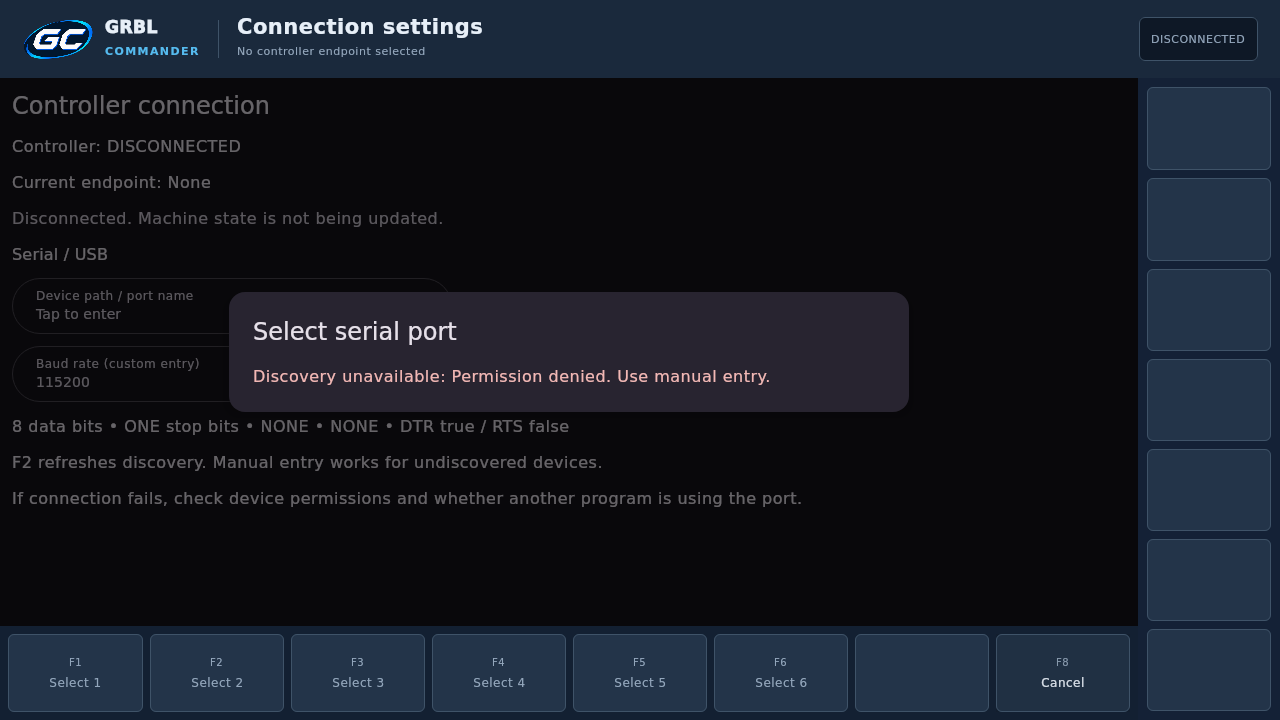 GC
GRBL
COMMANDER
Connection settings
No controller endpoint selected
DISCONNECTED
Controller connection
Controller: DISCONNECTED
Current endpoint: None
Disconnected. Machine state is not being updated.
Serial / USB
Device path / port name
Tap to enter
Select serial port
Discovery unavailable: Permission denied. Use manual entry.
Baud rate (custom entry)
115200
8 data bits • ONE stop bits • NONE • NONE • DTR true / RTS false
F2 refreshes discovery. Manual entry works for undiscovered devices.
If connection fails, check device permissions and whether another program is using the port.
F1
Select 1
F2
Select 2
F3
Select 3
F4
Select 4
F5
Select 5
F6
Select 6
F8
Cancel